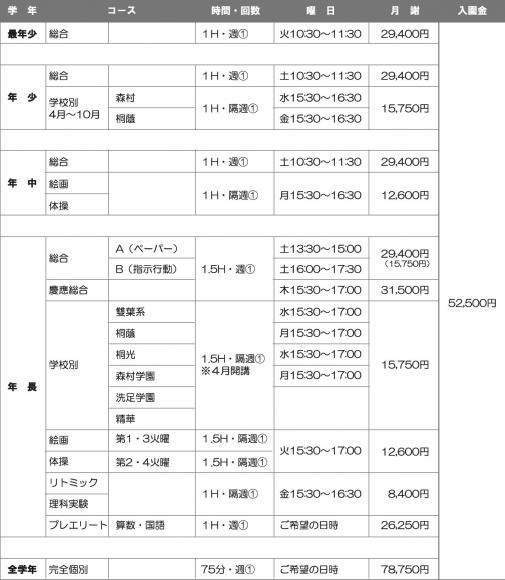 学 年 コース 時間・回数 曜 日 月 謝 入園金
最年少 総合 1H・週① 火10:30〜11:30 29,400円
年 少 総合 1H・週① 土10:30〜11:30 29,400円
学校別
4月〜10月
森村 水15:30〜16:30
1H・隔週① 15,750円
桐蔭 金15:30〜16:30
年 中 総合 1H・週① 土10:30〜11:30 29,400円
絵画
1H・隔週① 月15:30〜16:30 12,600円
体操
年 長
総合 A（ペーパー） 土13:30〜15:00 29,400円
（15,750円）
B（指示行動） 1.5H・週① 土16:00〜17:30
慶應総合 木15:30〜17:00 31,500円
52,500円
学校別
雙葉系 水15:30〜17:00
桐蔭 月15:30〜17:00
桐光 水15:30〜17:00
1.5H・隔週①
※4月開講
15,750円
森村学園 月15:30〜17:00
洗足学園
精華
絵画 第1・3火曜 1.5H・隔週①
火15:30〜17:00 12,600円
体操 第2・4火曜 1.5H・隔週①
リトミック
1H・隔週① 金15:30〜16:30 8,400円
理科実験
プレエリート 算数・国語 1H・週① ご希望の日時 26,250円
全学年 完全個別 75分・週① ご希望の日時 78,750円